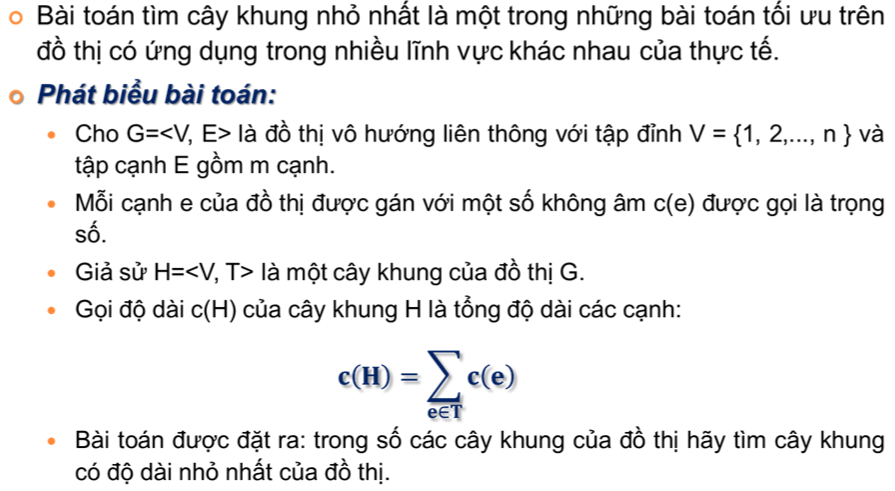 Bài toán tìm cây khung nhỏ nhất là một trong những bài toán tối ưu trên
đồ thị có ứng dụng trong nhiều lĩnh vực khác nhau của thực tế.
Phát biểu bài toán:
Cho G=<V, E> là đồ thị vô hướng liên thông với tập đỉnh V = {1, 2,..., n } và
tập cạnh E gồm m cạnh.
Mỗi cạnh e của đồ thị được gán với một số không âm c(e) được gọi là trọng
số.
Giả sử H=<V, T> là một cây khung của đồ thị G.
Gọi độ dài c(H) của cây khung H là tổng độ dài các cạnh:
c(H) = ∑ c(e)
e∈T
Bài toán được đặt ra: trong số các cây khung của đồ thị hãy tìm cây khung
có độ dài nhỏ nhất của đồ thị.